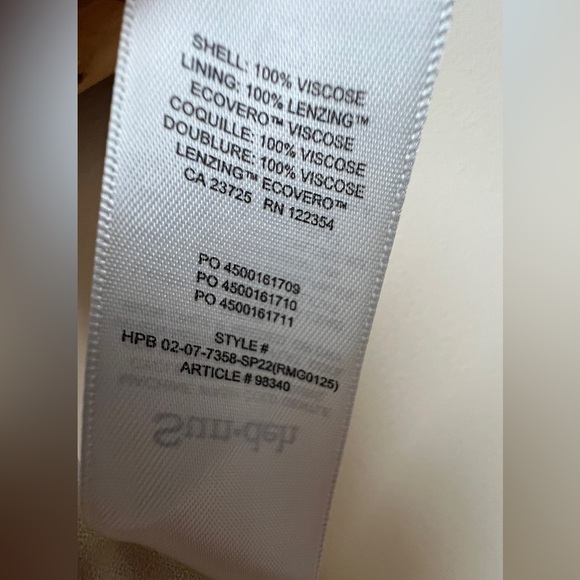 SHELL: 100% VISCOSE
LINING: 100% LENZING™
ECOVERO™ VISCOSE
COQUILLE: 100% VISCOSE
DOUBLURE: 100% VISCOSE
LENZING™ ECOVERO™
CA 23725 RN 122354
PO 4500161709
PO 4500161710
PO 4500161711
STYLE #
HPB 02-07-7358-SP22(RMG0125)
ARTICLE # 98340